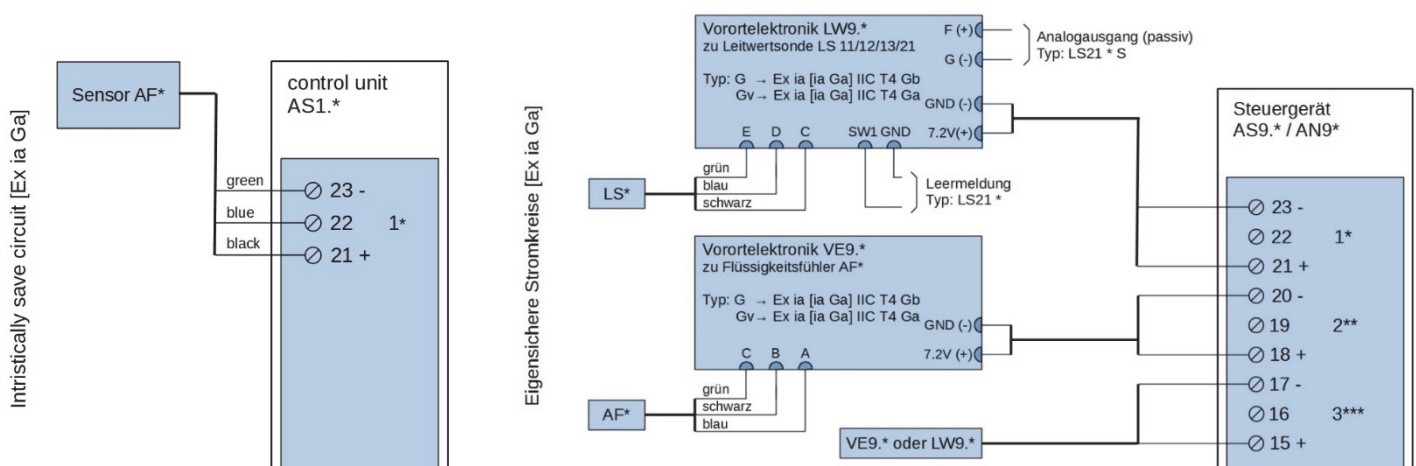 Intristically save circuit [Ex ia Ga]
Sensor AF*
control unit
AS1.*
green
23 -
blue
22 1*
black
21 +
Eigensichere Stromkreise [Ex ia Ga]
Vorortelektronik LW9.*
zu Leitwertsonde LS 11/12/13/21
Typ: G → Ex ia [ia Ga] IIC T4 Gb
Gv→ Ex ia [ia Ga] IIC T4 Ga
F (+)
G (-)
GND (-)
7.2V(+)
E D C SW1 GND
Analogausgang (passiv)
Typ: LS21 * S
LS*
grün
blau
schwarz
Leermeldung
Typ: LS21 *
Vorortelektronik VE9.*
zu Flüssigkeitsfühler AF*
Typ: G → Ex ia [ia Ga] IIC T4 Gb
Gv→ Ex ia [ia Ga] IIC T4 Ga
GND (-)
7.2V (+)
C B A
AF*
grün
schwarz
blau
VE9.* oder LW9.*
Steuergerät
AS9.* / AN9*
23 -
22 1*
21 +
20 -
19 2**
18 +
17 -
16 3***
15 +